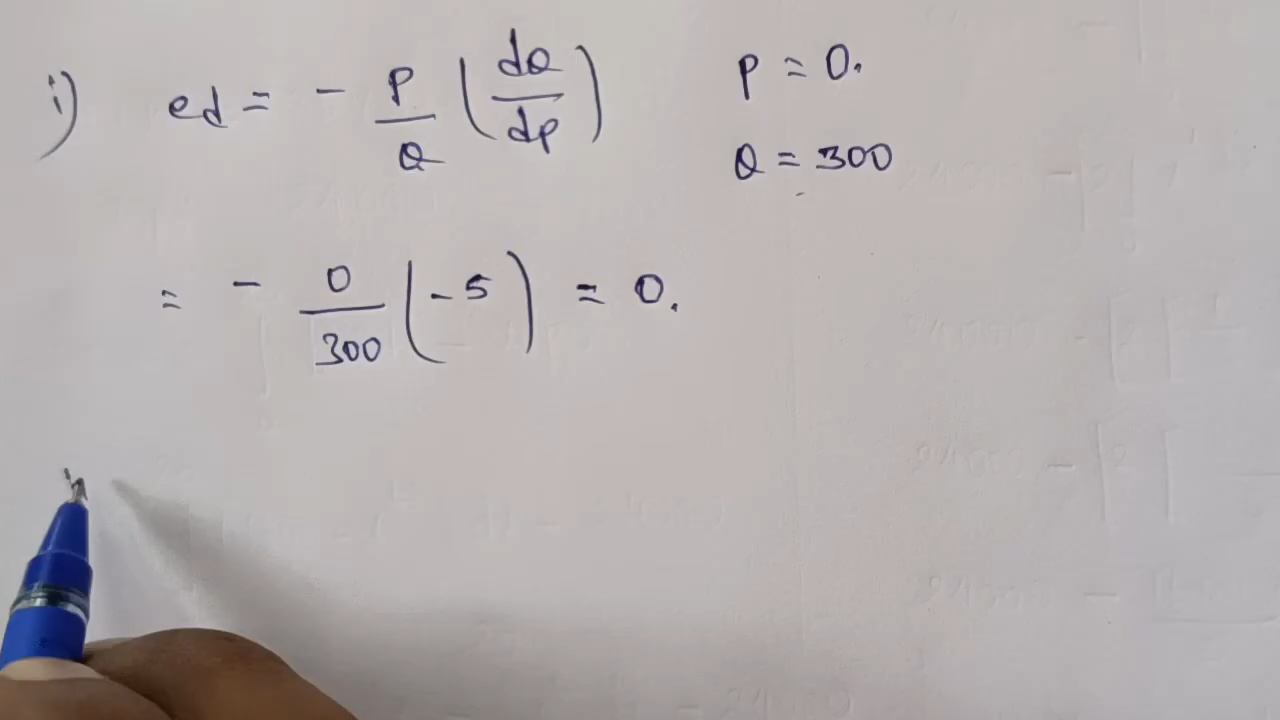 i) ed = - P/Q (dQ/dp) P = 0.
Q = 300
= - 0/300 (-5) = 0.